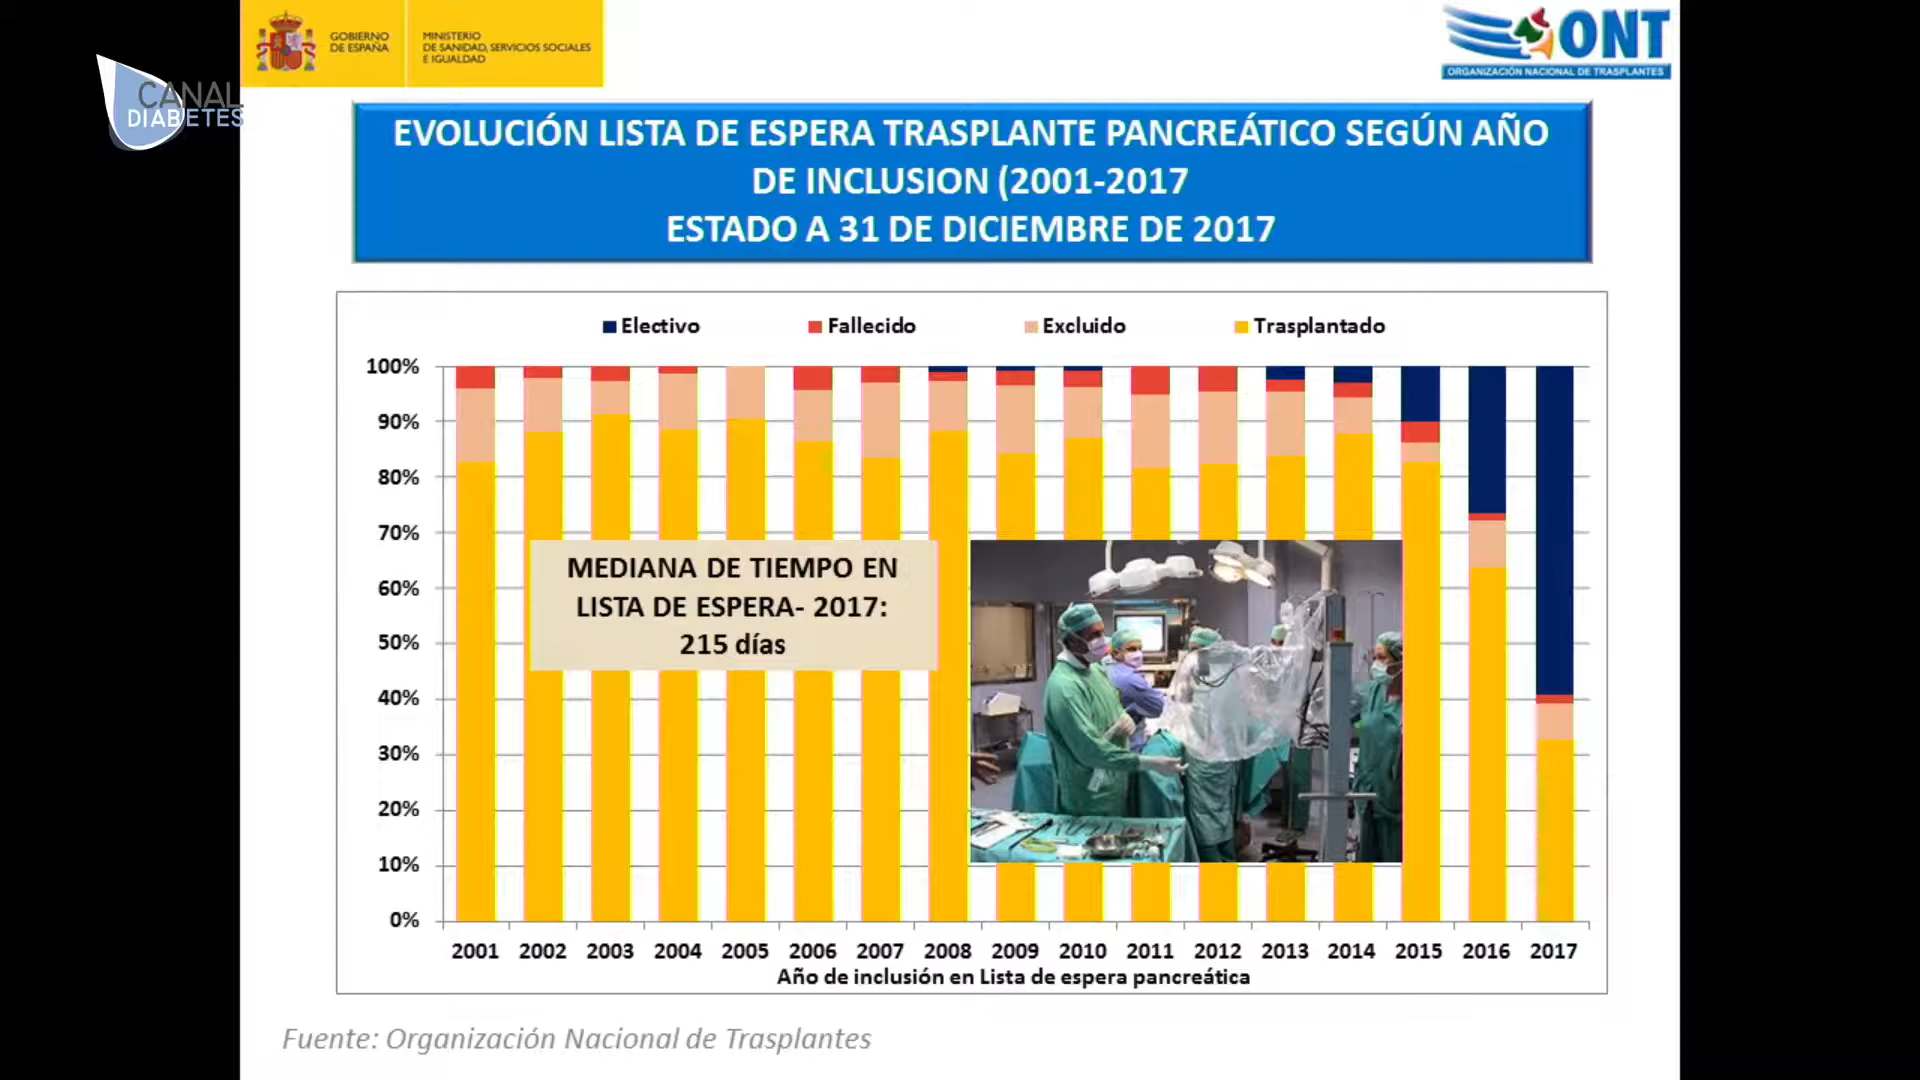 GOBIERNO
DE ESPAÑA
MINISTERIO
DE SANIDAD, SERVICIOS SOCIALES
E IGUALDAD
ONT
ORGANIZACIÓN NACIONAL DE TRASPLANTES
CANAL
DIABETES
EVOLUCIÓN LISTA DE ESPERA TRASPLANTE PANCREÁTICO SEGÚN AÑO
DE INCLUSION (2001-2017
ESTADO A 31 DE DICIEMBRE DE 2017
Electivo Fallecido Excluido Trasplantado
100%
90%
80%
70%
60%
50%
40%
30%
20%
10%
0%
MEDIANA DE TIEMPO EN
LISTA DE ESPERA- 2017:
215 días
2001 2002 2003 2004 2005 2006 2007 2008 2009 2010 2011 2012 2013 2014 2015 2016 2017
Año de inclusión en Lista de espera pancreática
Fuente: Organización Nacional de Trasplantes